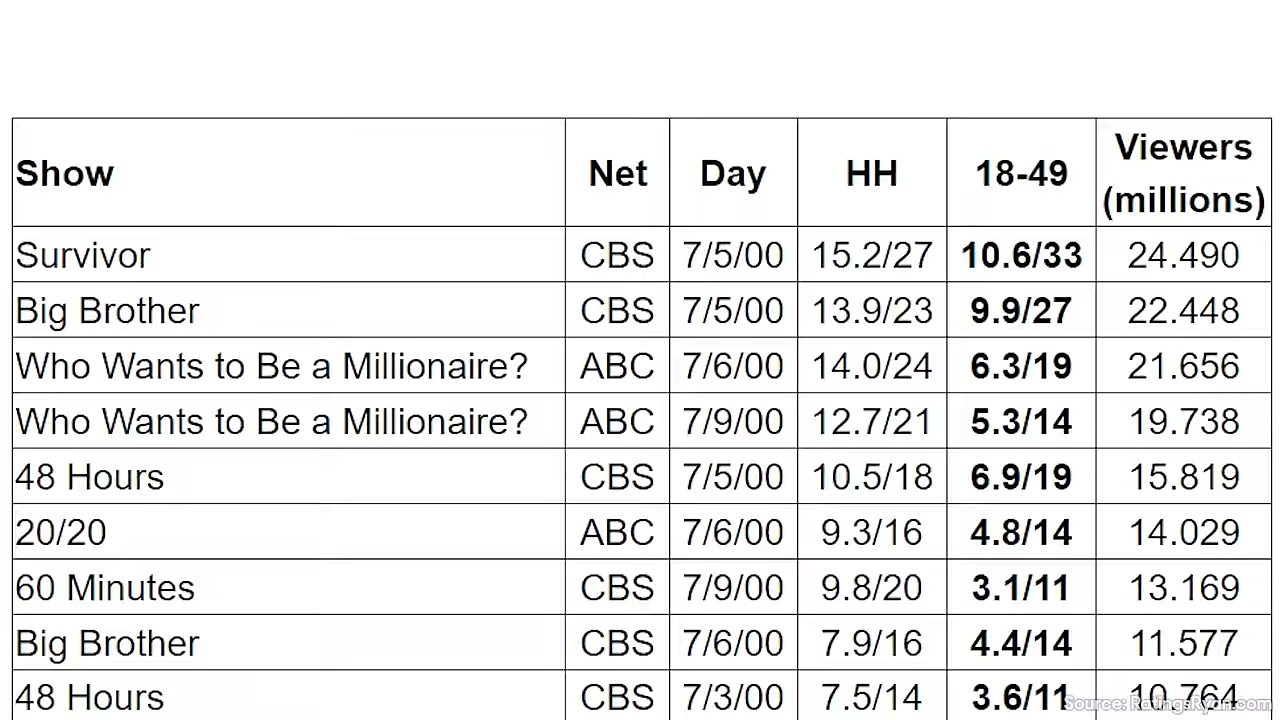 Show Net Day HH 18-49 Viewers (millions)
Survivor CBS 7/5/00 15.2/27 10.6/33 24.490
Big Brother CBS 7/5/00 13.9/23 9.9/27 22.448
Who Wants to Be a Millionaire? ABC 7/6/00 14.0/24 6.3/19 21.656
Who Wants to Be a Millionaire? ABC 7/9/00 12.7/21 5.3/14 19.738
48 Hours CBS 7/5/00 10.5/18 6.9/19 15.819
20/20 ABC 7/6/00 9.3/16 4.8/14 14.029
60 Minutes CBS 7/9/00 9.8/20 3.1/11 13.169
Big Brother CBS 7/6/00 7.9/16 4.4/14 11.577
48 Hours CBS 7/3/00 7.5/14 3.6/11 10.764
Source: RatingsRyan.com